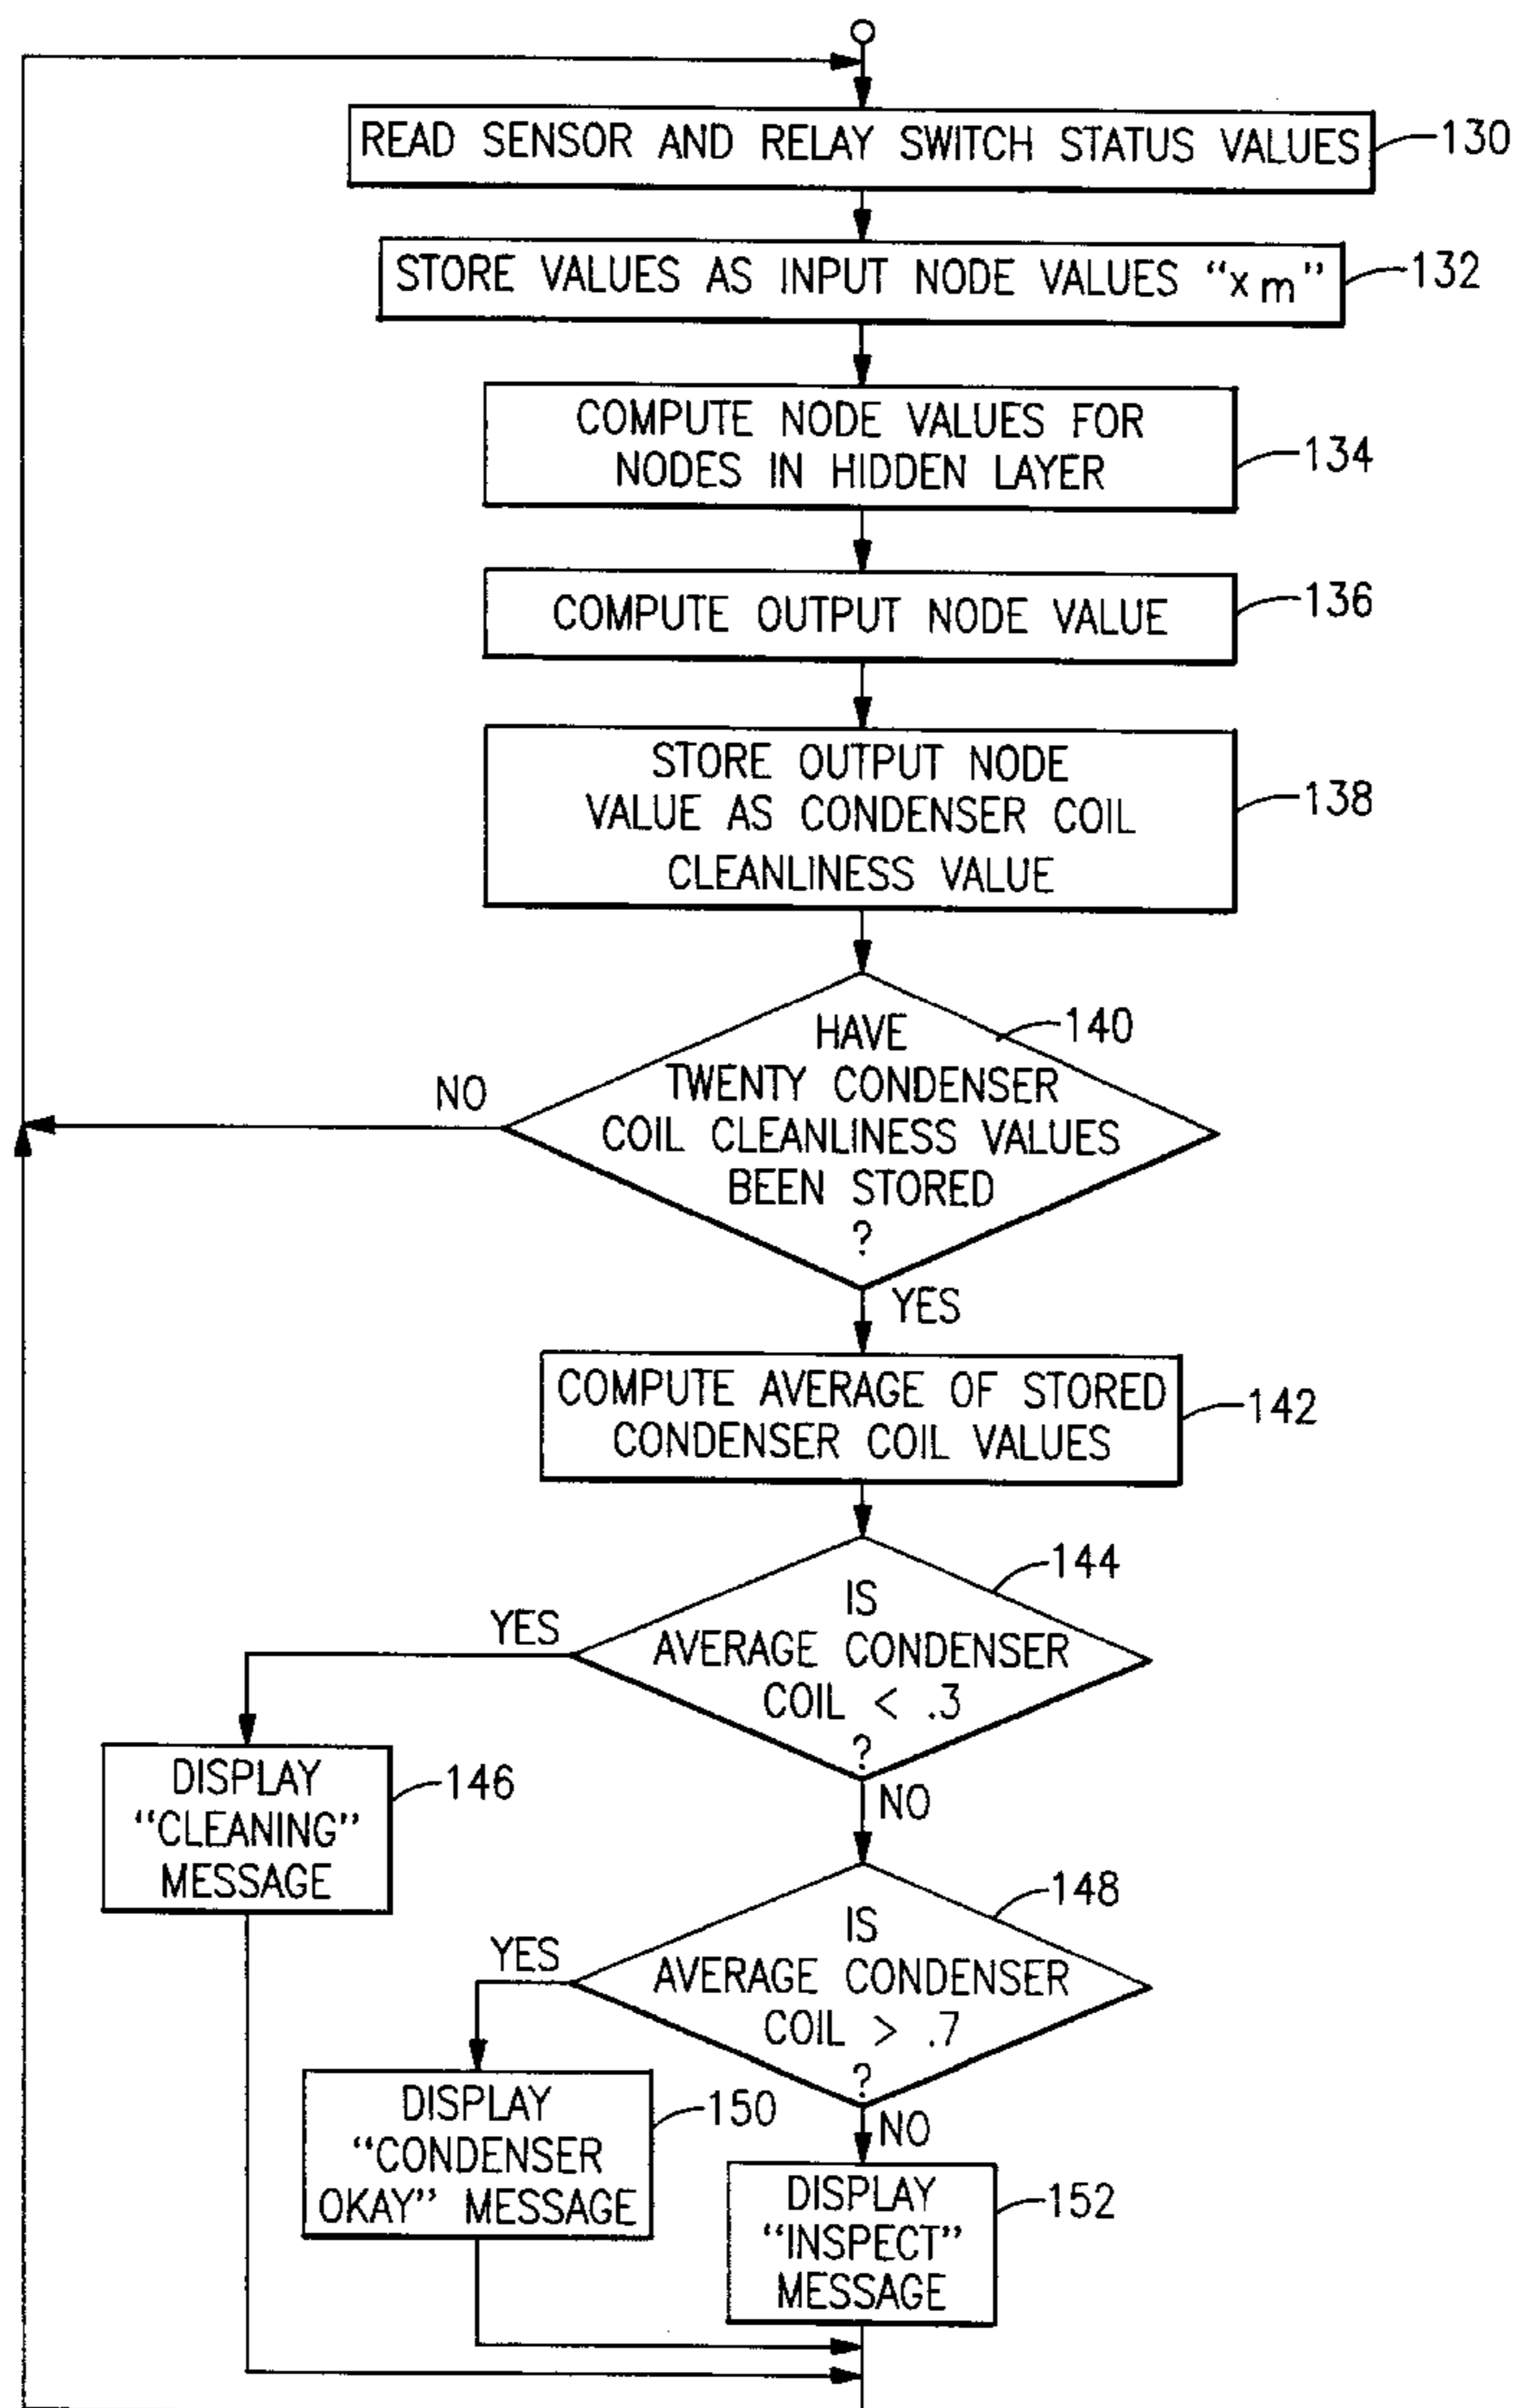 READ SENSOR AND RELAY SWITCH STATUS VALUES
130
STORE VALUES AS INPUT NODE VALUES “x m”
132
COMPUTE NODE VALUES FOR
NODES IN HIDDEN LAYER
134
COMPUTE OUTPUT NODE VALUE
136
STORE OUTPUT NODE
VALUE AS CONDENSER COIL
CLEANLINESS VALUE
138
HAVE
TWENTY CONDENSER
COIL CLEANLINESS VALUES
BEEN STORED
?
140
NO
YES
COMPUTE AVERAGE OF STORED
CONDENSER COIL VALUES
142
IS
AVERAGE CONDENSER
COIL < .3
?
144
YES
NO
DISPLAY
“CLEANING”
MESSAGE
146
IS
AVERAGE CONDENSER
COIL > .7
?
148
YES
NO
DISPLAY
“CONDENSER
OKAY” MESSAGE
150
DISPLAY
“INSPECT”
MESSAGE
152